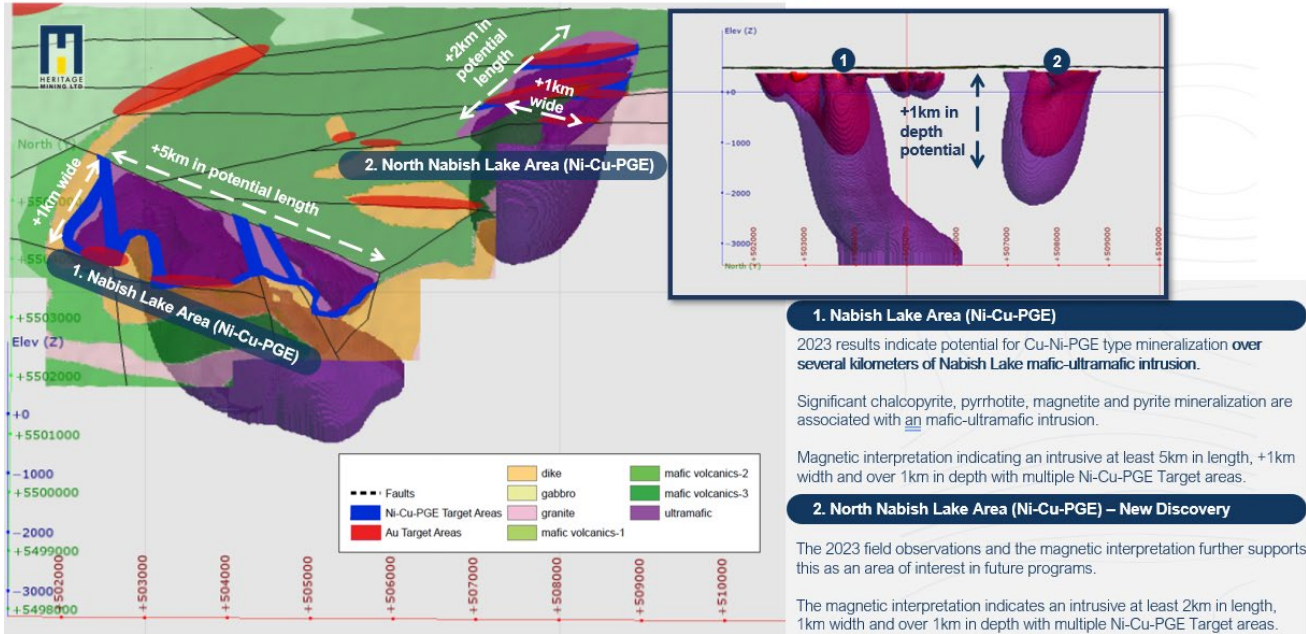 HERITAGE
MINING LTD
+2km in
potential
length
+1km
wide
2. North Nabish Lake Area (Ni-Cu-PGE)
North (Y)
+5km in potential length
+1km wide
1. Nabish Lake Area (Ni-Cu-PGE)
+5503000
Elev (Z)
+5502000
+0
+5501000
-1000
+5500000
-2000
+5499000
-3000
+5498000
+502000
+503000
+504000
+505000
+506000
+507000
+508000
+509000
+510000
Faults
Ni-Cu-PGE Target Areas
Au Target Areas
dike
gabbro
granite
mafic volcanics-1
mafic volcanics-2
mafic volcanics-3
ultramafic
Elev (Z)
1
2
+0
+1km in
depth
potential
-1000
-2000
-3000
North (Y)
+502000
+503000
+504000
+505000
+506000
+507000
+508000
+509000
+510000
1. Nabish Lake Area (Ni-Cu-PGE)
2023 results indicate potential for Cu-Ni-PGE type mineralization over
several kilometers of Nabish Lake mafic-ultramafic intrusion.
Significant chalcopyrite, pyrrhotite, magnetite and pyrite mineralization are
associated with an mafic-ultramafic intrusion.
Magnetic interpretation indicating an intrusive at least 5km in length, +1km
width and over 1km in depth with multiple Ni-Cu-PGE Target areas.
2. North Nabish Lake Area (Ni-Cu-PGE) – New Discovery
The 2023 field observations and the magnetic interpretation further supports
this as an area of interest in future programs.
The magnetic interpretation indicates an intrusive at least 2km in length,
1km width and over 1km in depth with multiple Ni-Cu-PGE Target areas.